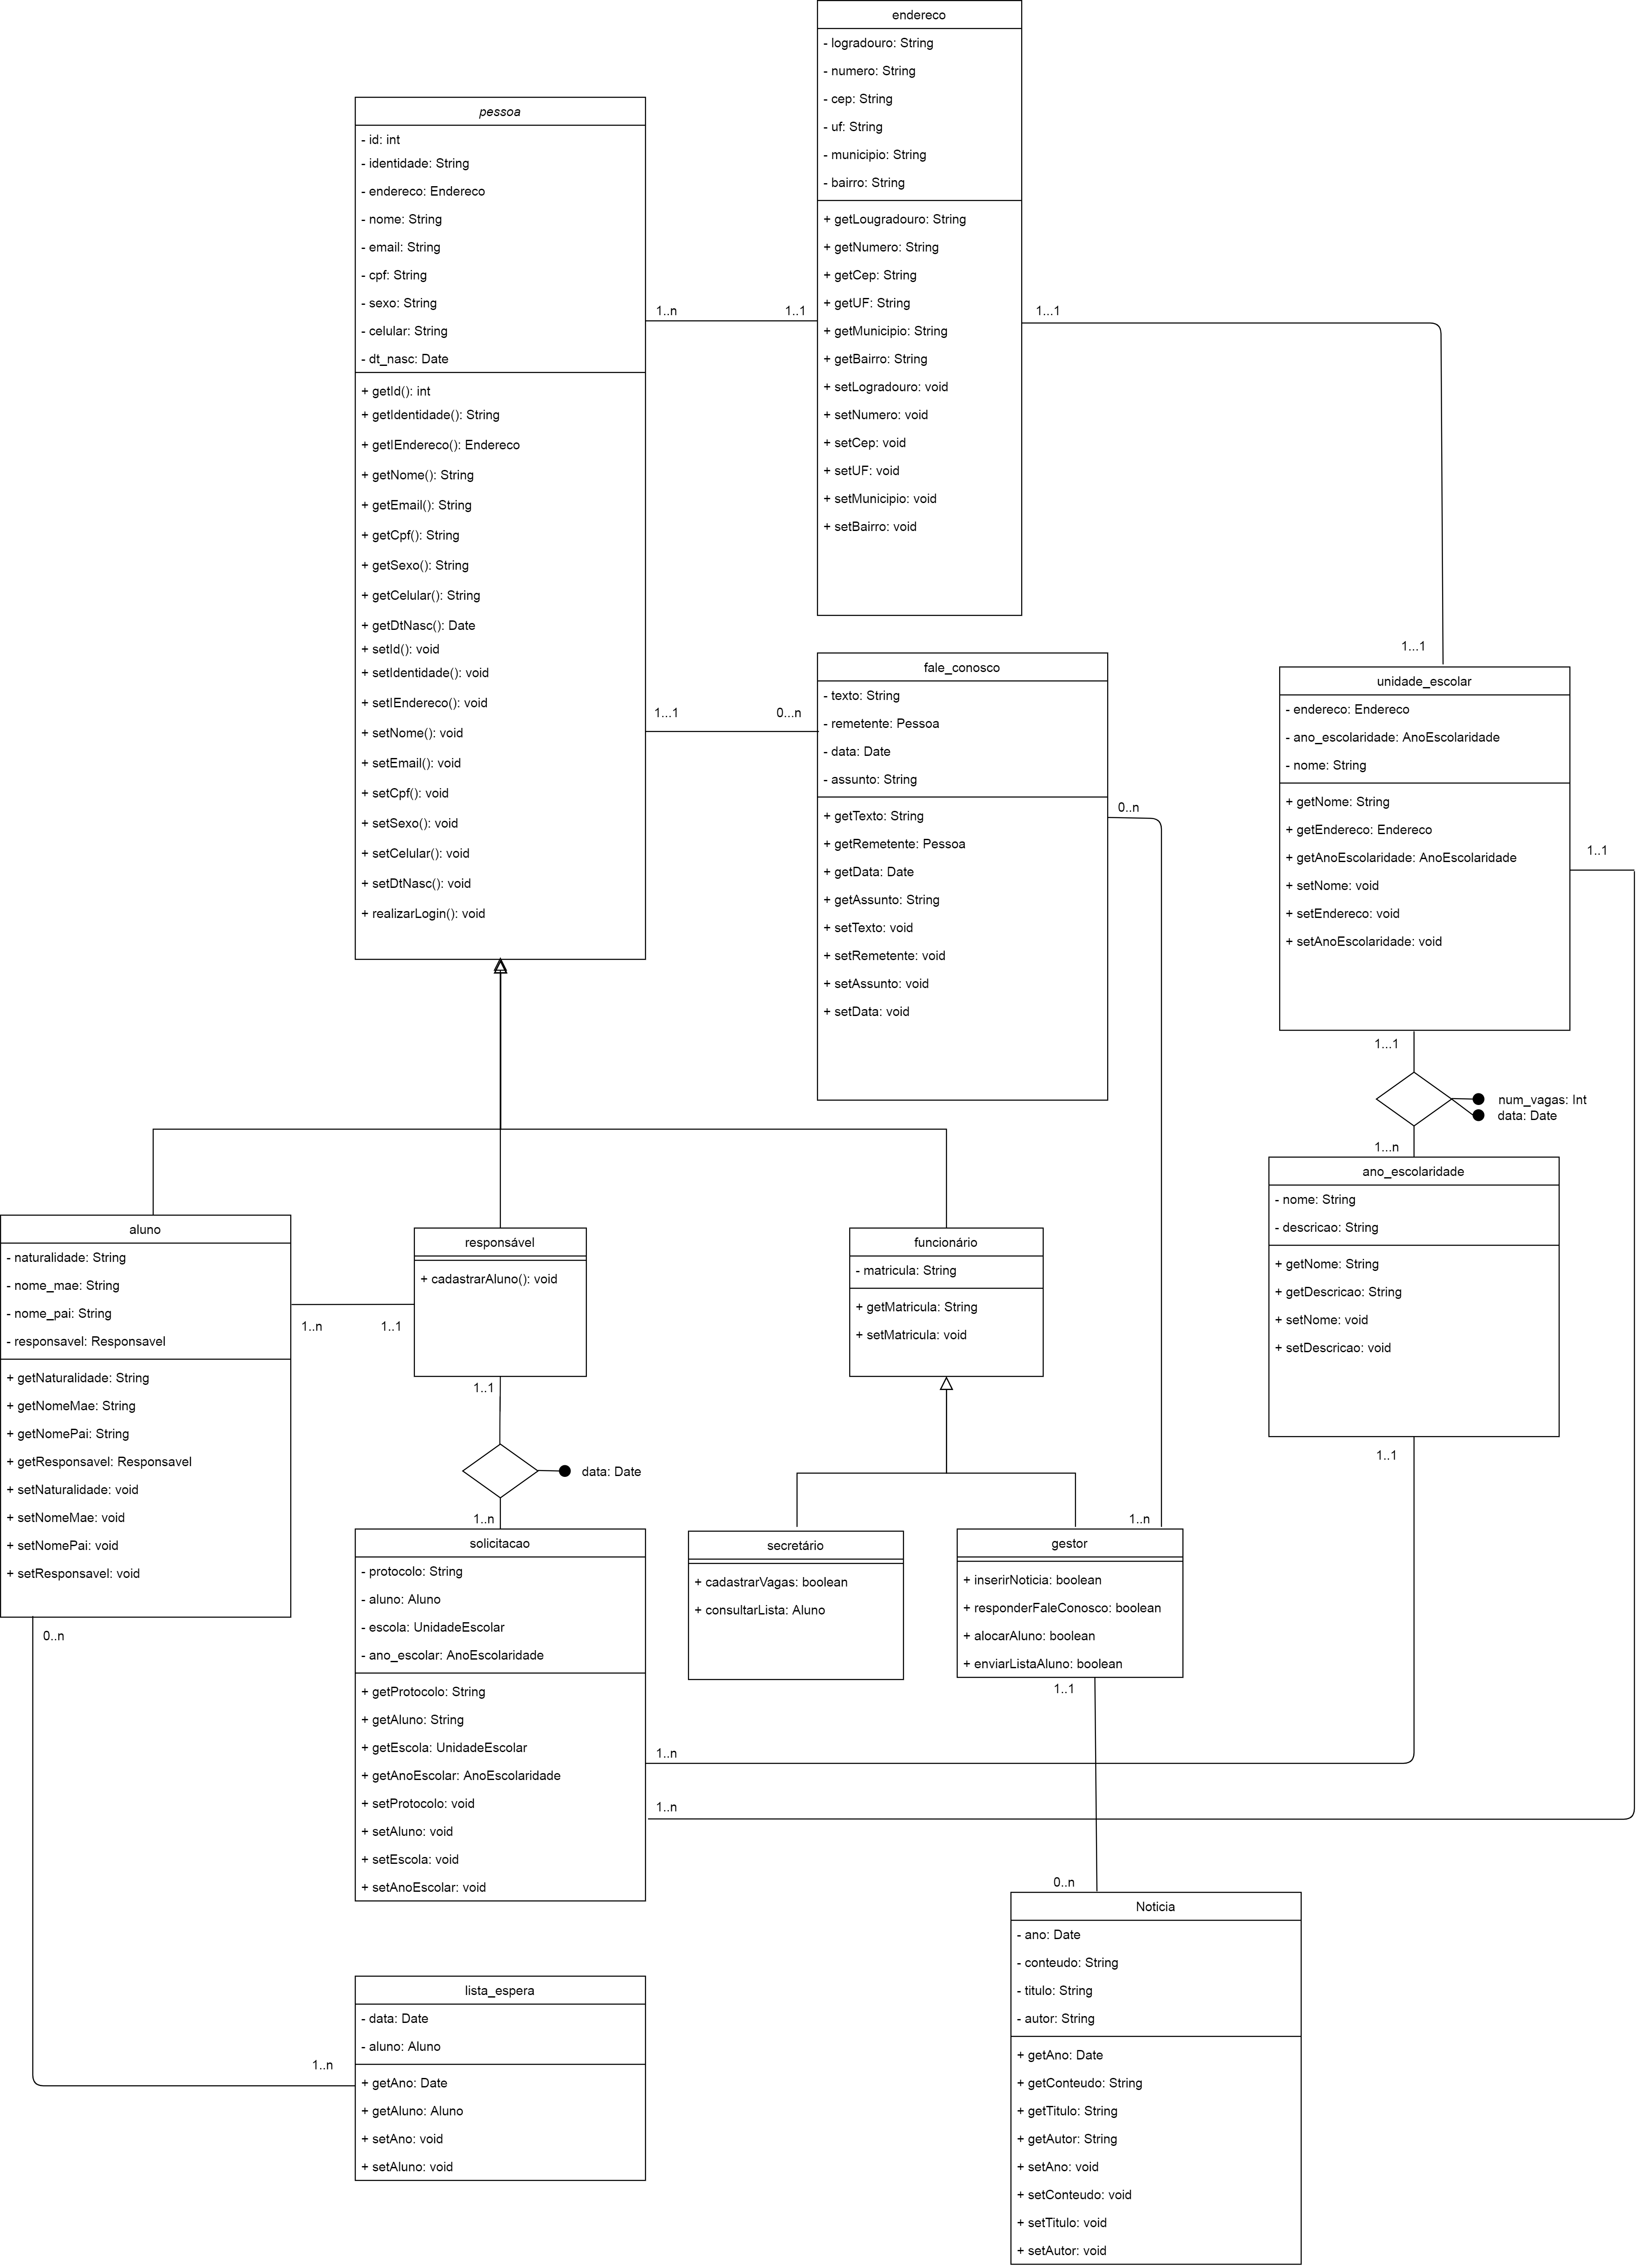 endereco
- logradouro: String
- numero: String
- cep: String
- uf: String
- municipio: String
- bairro: String
+ getLougradouro: String
+ getNumero: String
+ getCep: String
+ getUF: String
+ getMunicipio: String
+ getBairro: String
+ setLogradouro: void
+ setNumero: void
+ setCep: void
+ setUF: void
+ setMunicipio: void
+ setBairro: void
pessoa
- id: int
- identidade: String
- endereco: Endereco
- nome: String
- email: String
- cpf: String
- sexo: String
- celular: String
- dt_nasc: Date
+ getId(): int
+ getIdentidade(): String
+ getIEndereco(): Endereco
+ getNome(): String
+ getEmail(): String
+ getCpf(): String
+ getSexo(): String
+ getCelular(): String
+ getDtNasc(): Date
+ setId(): void
+ setIdentidade(): void
+ setIEndereco(): void
+ setNome(): void
+ setEmail(): void
+ setCpf(): void
+ setSexo(): void
+ setCelular(): void
+ setDtNasc(): void
+ realizarLogin(): void
1..n
1..1
1...1
1...1
1...1
0...n
fale_conosco
- texto: String
- remetente: Pessoa
- data: Date
- assunto: String
+ getTexto: String
+ getRemetente: Pessoa
+ getData: Date
+ getAssunto: String
+ setTexto: void
+ setRemetente: void
+ setAssunto: void
+ setData: void
0..n
unidade_escolar
- endereco: Endereco
- ano_escolaridade: AnoEscolaridade
- nome: String
+ getNome: String
+ getEndereco: Endereco
+ getAnoEscolaridade: AnoEscolaridade
+ setNome: void
+ setEndereco: void
+ setAnoEscolaridade: void
1..1
1...1
num_vagas: Int
data: Date
1...n
ano_escolaridade
- nome: String
- descricao: String
+ getNome: String
+ getDescricao: String
+ setNome: void
+ setDescricao: void
1..1
aluno
- naturalidade: String
- nome_mae: String
- nome_pai: String
- responsavel: Responsavel
+ getNaturalidade: String
+ getNomeMae: String
+ getNomePai: String
+ getResponsavel: Responsavel
+ setNaturalidade: void
+ setNomeMae: void
+ setNomePai: void
+ setResponsavel: void
0..n
1..n
1..1
responsável
+ cadastrarAluno(): void
1..1
data: Date
1..n
funcionário
- matricula: String
+ getMatricula: String
+ setMatricula: void
solicitacao
- protocolo: String
- aluno: Aluno
- escola: UnidadeEscolar
- ano_escolar: AnoEscolaridade
+ getProtocolo: String
+ getAluno: String
+ getEscola: UnidadeEscolar
+ getAnoEscolar: AnoEscolaridade
+ setProtocolo: void
+ setAluno: void
+ setEscola: void
+ setAnoEscolar: void
1..n
1..n
secretário
+ cadastrarVagas: boolean
+ consultarLista: Aluno
1..n
gestor
+ inserirNoticia: boolean
+ responderFaleConosco: boolean
+ alocarAluno: boolean
+ enviarListaAluno: boolean
1..1
0..n
lista_espera
- data: Date
- aluno: Aluno
+ getAno: Date
+ getAluno: Aluno
+ setAno: void
+ setAluno: void
1..n
Noticia
- ano: Date
- conteudo: String
- titulo: String
- autor: String
+ getAno: Date
+ getConteudo: String
+ getTitulo: String
+ getAutor: String
+ setAno: void
+ setConteudo: void
+ setTitulo: void
+ setAutor: void